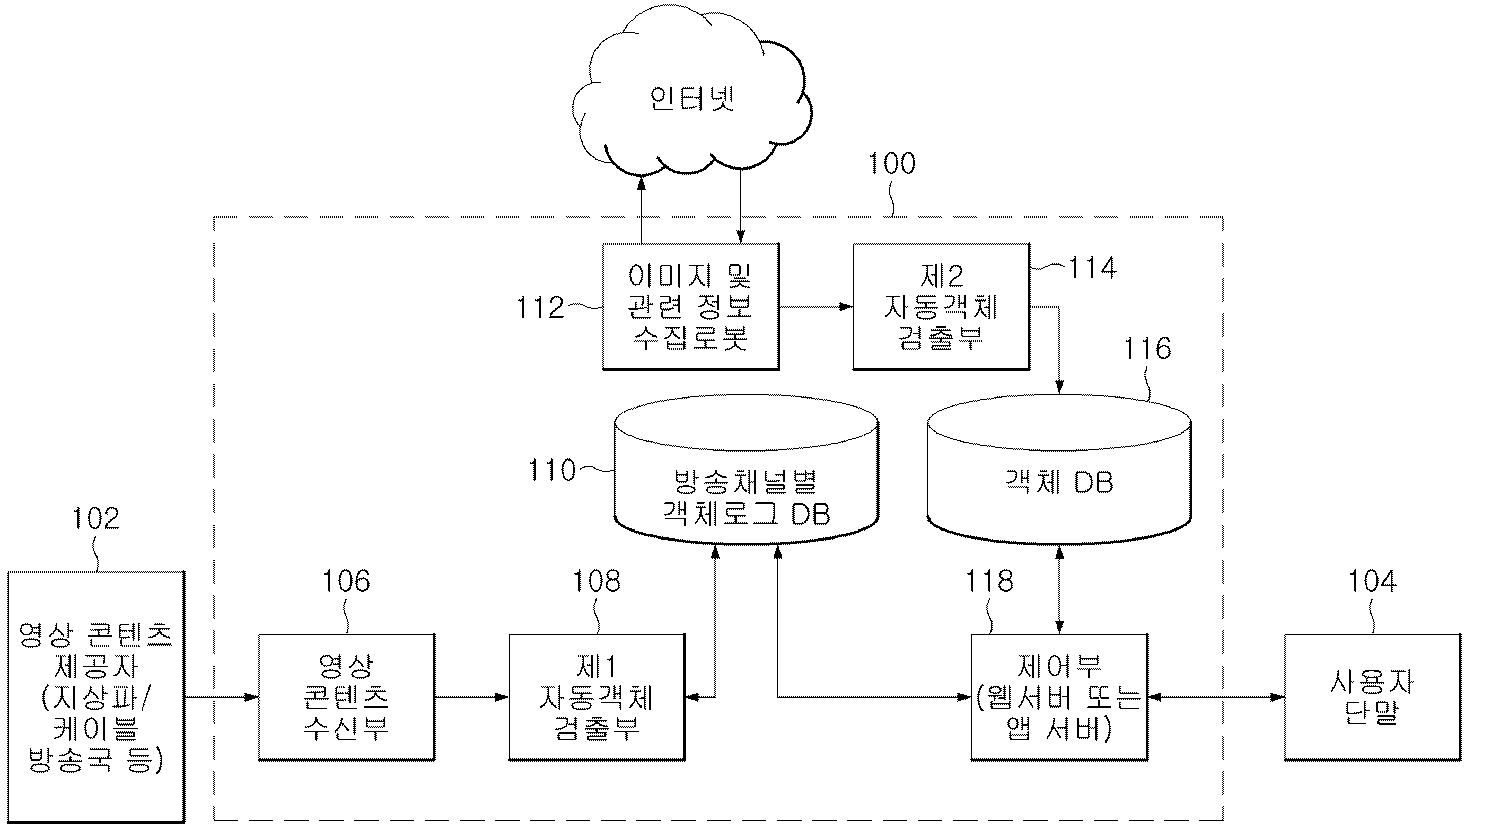 인터넷
100
112
이미지 및
관련 정보
수집로봇
제2
자동객체
검출부
114
116
110
방송채널별
객체로그 DB
객체 DB
102
영상 콘텐츠
제공자
(지상파/
케이블
방송국 등)
106
영상
콘텐츠
수신부
108
제1
자동객체
검출부
118
제어부
(웹서버 또는
앱 서버)
104
사용자
단말